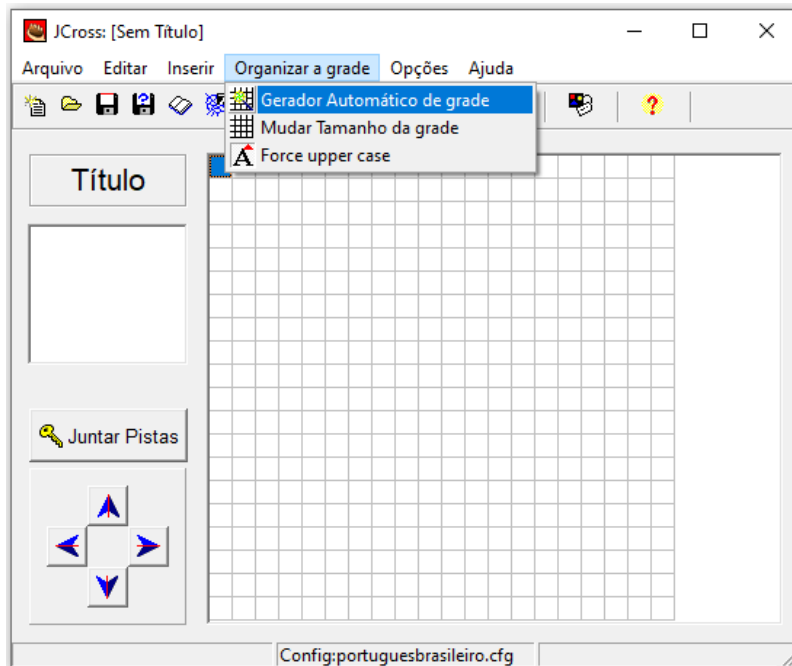 JCross: [Sem Título]
Arquivo Editar Inserir Organizar a grade Opções Ajuda
Gerador Automático de grade
Mudar Tamanho da grade
Force upper case
Título
Juntar Pistas
Config:portuguesbrasileiro.cfg